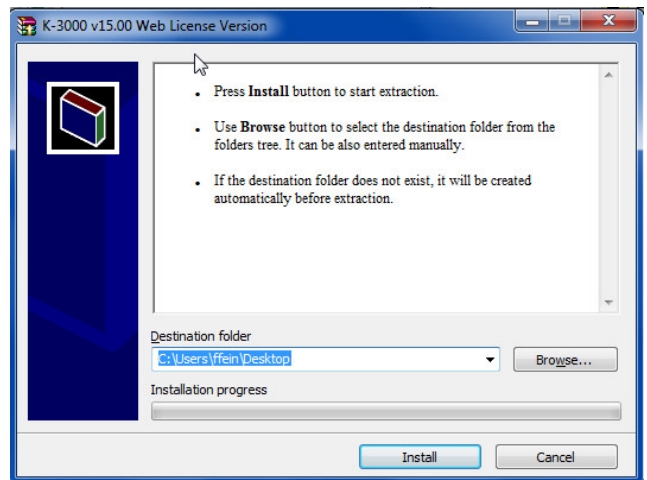 K-3000 v15.00 Web License Version
• Press Install button to start extraction.
• Use Browse button to select the destination folder from the
folders tree. It can be also entered manually.
• If the destination folder does not exist, it will be created
automatically before extraction.
Destination folder
C:\Users\ffein\Desktop
Browse...
Installation progress
Install
Cancel